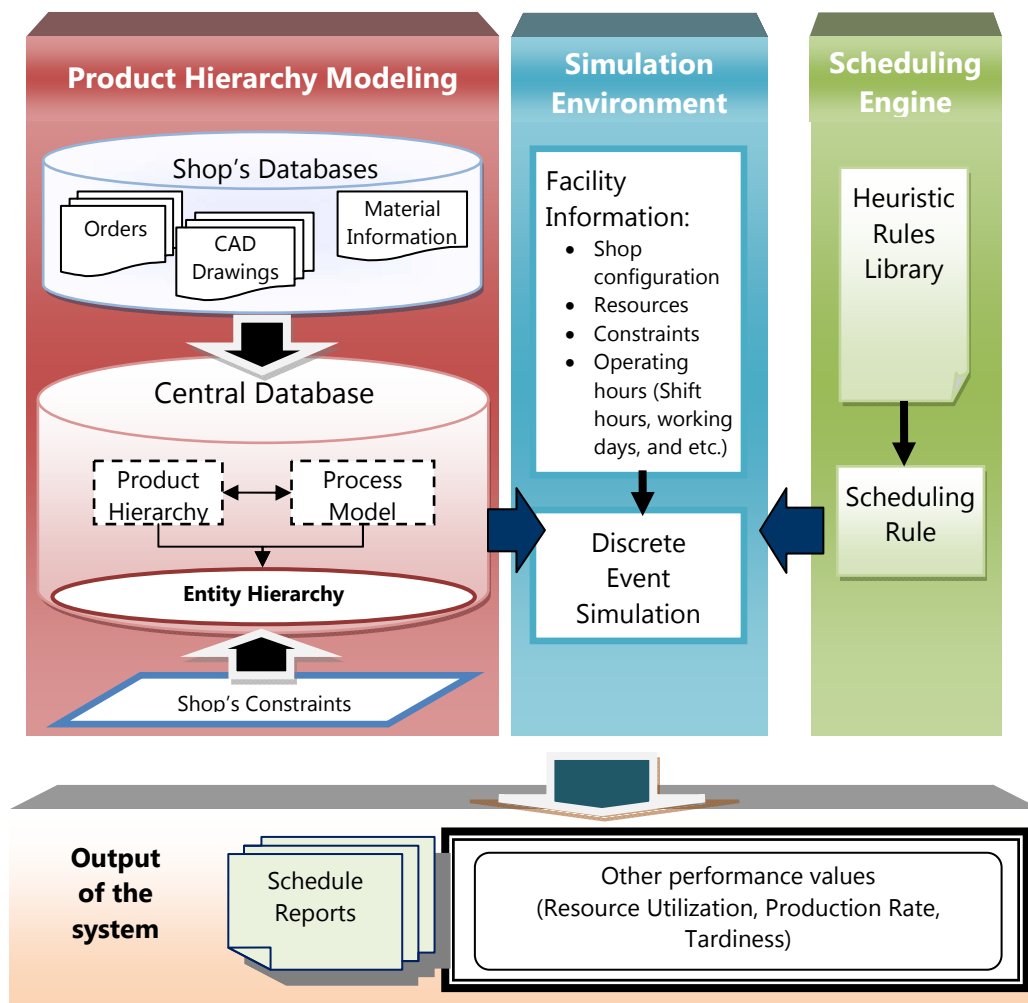 Product Hierarchy Modeling
Shop's Databases
Orders
CAD
Drawings
Material
Information
Central Database
Product
Hierarchy
Process
Model
Entity Hierarchy
Shop's Constraints
Simulation
Environment
Facility
Information:
• Shop
configuration
• Resources
• Constraints
• Operating
hours (Shift
hours, working
days, and etc.)
Discrete
Event
Simulation
Scheduling
Engine
Heuristic
Rules
Library
Scheduling
Rule
Output
of the
system
Schedule
Reports
Other performance values
(Resource Utilization, Production Rate,
Tardiness)